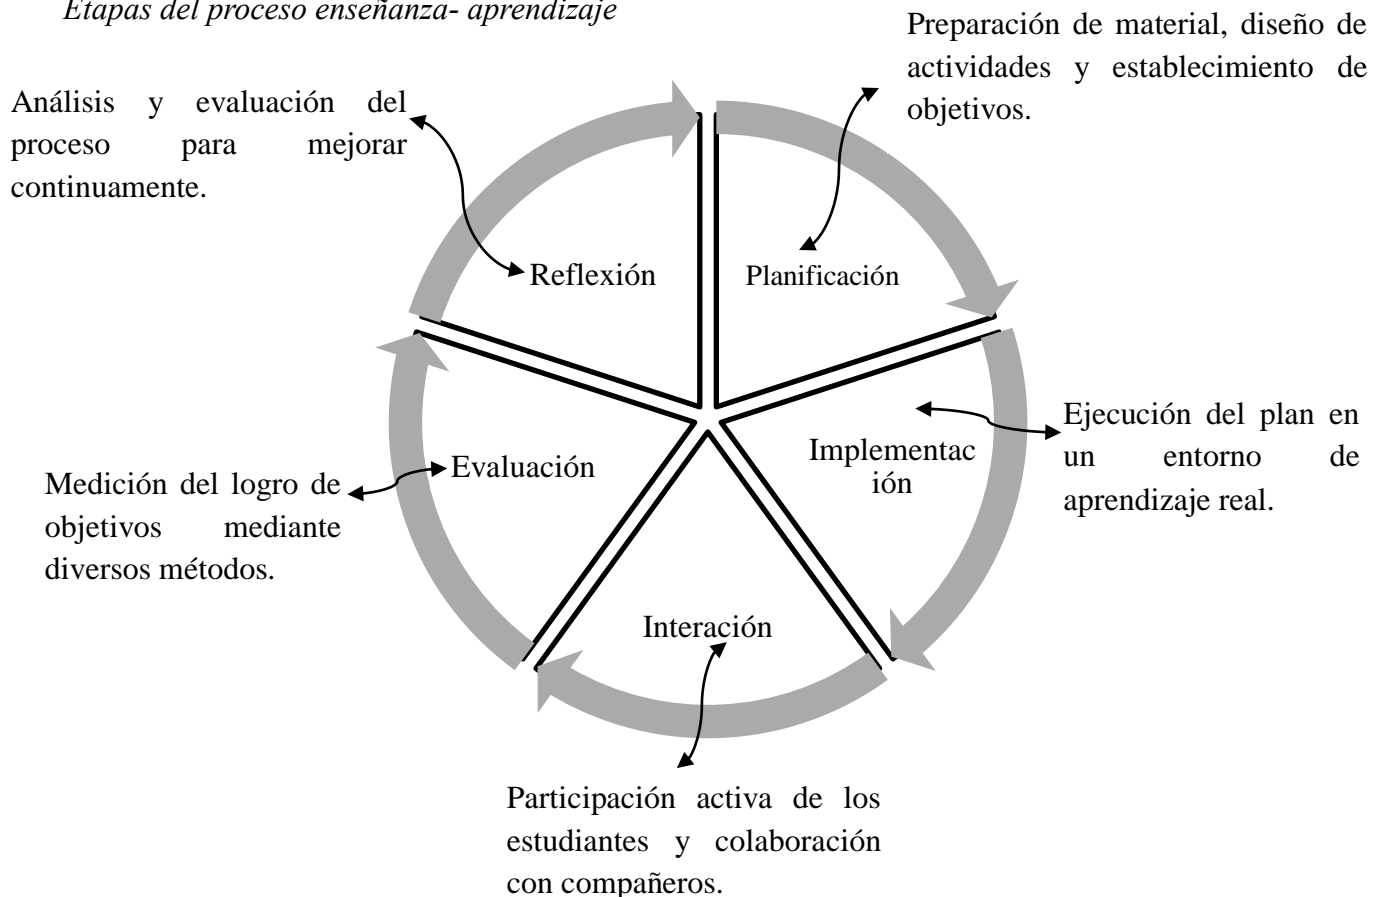 Etapas del proceso enseñanza- aprendizaje
Preparación de material, diseño de
actividades y establecimiento de
objetivos.
Análisis y evaluación del
proceso para mejorar
continuamente.
Reflexión
Planificación
Ejecución del plan en
un entorno de
aprendizaje real.
Implementac
ión
Evaluación
Medición del logro de
objetivos mediante
diversos métodos.
Interación
Participación activa de los
estudiantes y colaboración
con compañeros.